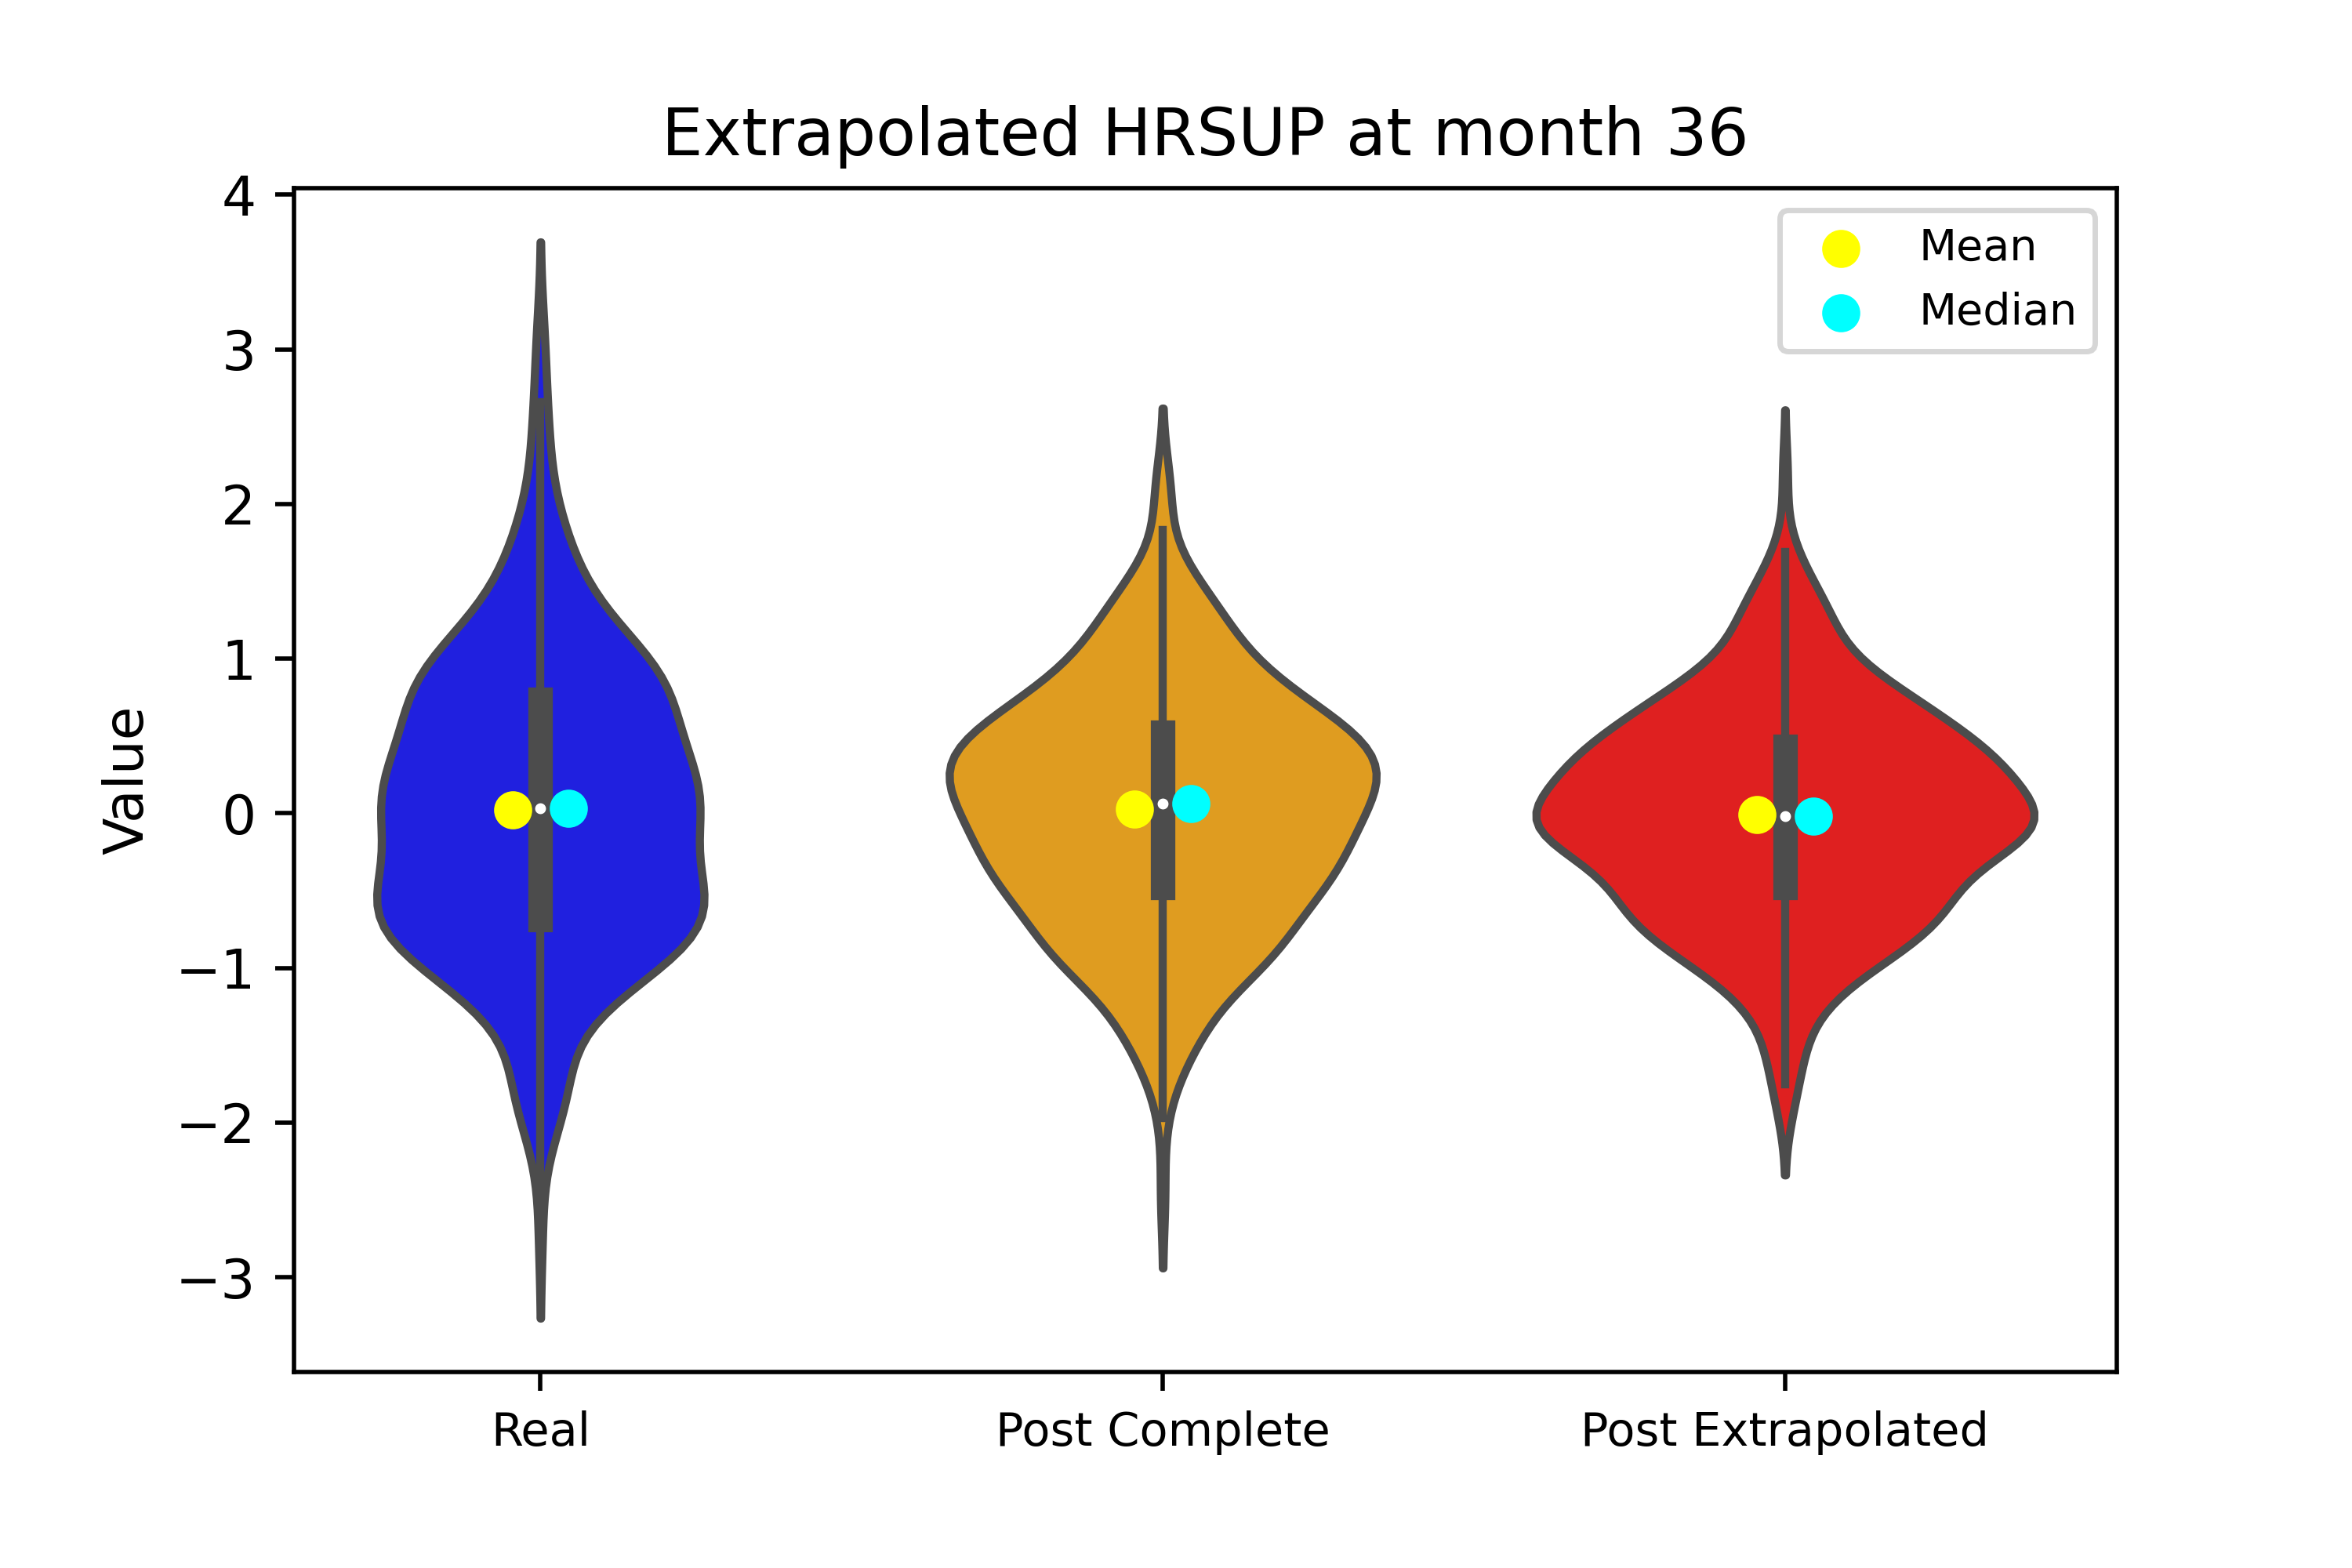 Extrapolated HRSUP at month 36
4
3
2
1
0
−1
−2
−3
Value
Mean
Median
Real
Post Complete
Post Extrapolated